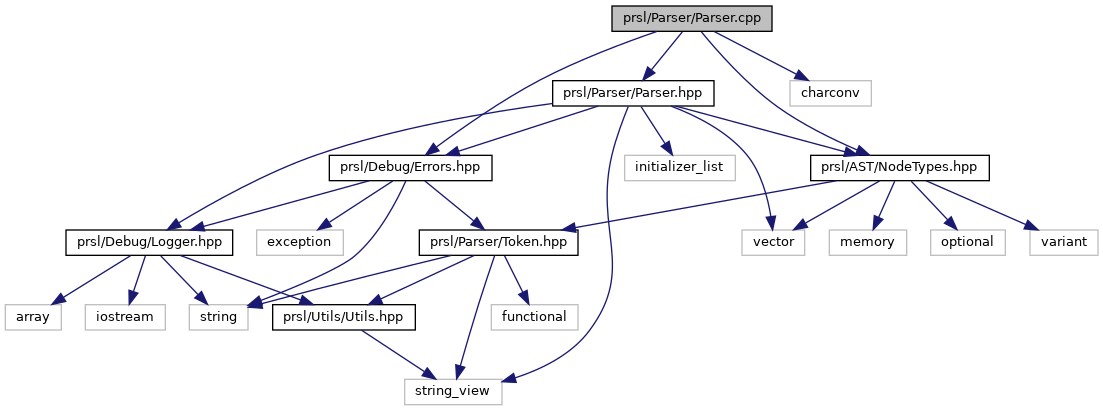 prsl/Parser/Parser.cpp
prsl/Parser/Parser.hpp
charconv
prsl/Debug/Errors.hpp
initializer_list
prsl/AST/NodeTypes.hpp
prsl/Debug/Logger.hpp
exception
prsl/Parser/Token.hpp
vector
memory
optional
variant
array
iostream
string
prsl/Utils/Utils.hpp
functional
string_view